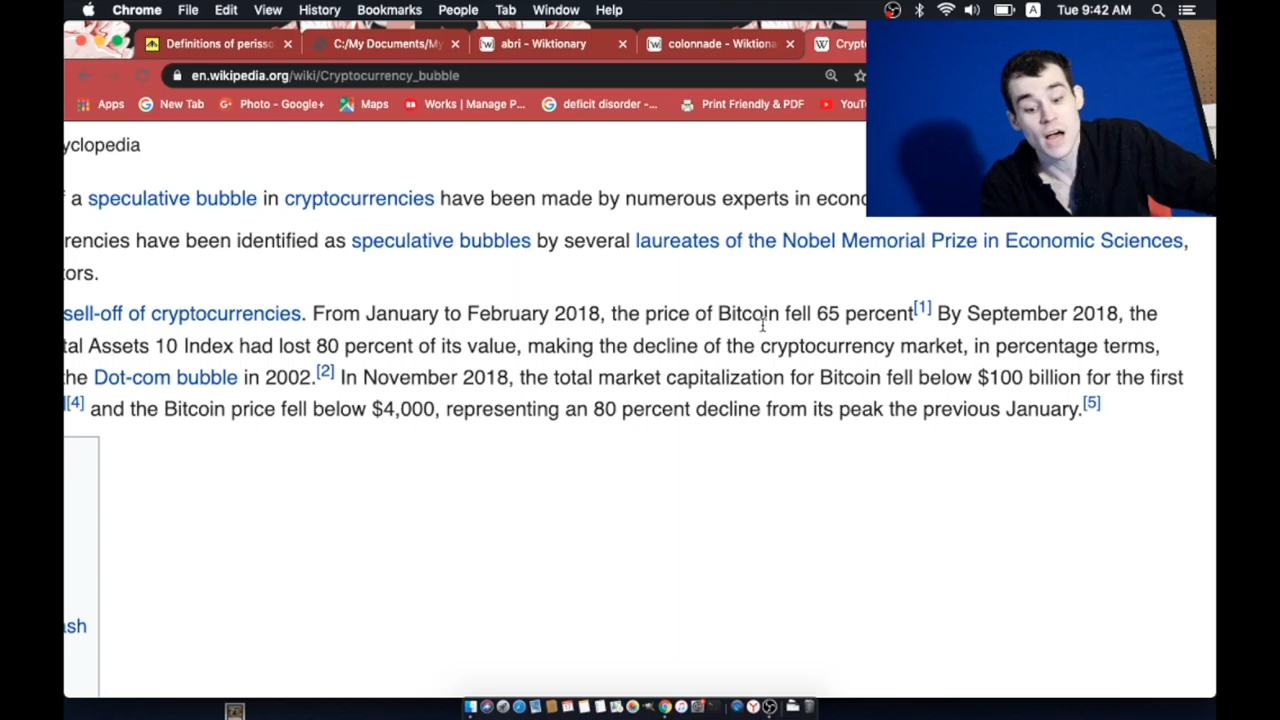 Chrome File Edit View History Bookmarks People Tab Window Help A Tue 9:42 AM
Definitions of perisso × C:/My Documents/My × abri - Wiktionary × colonnade - Wiktiona × W Crypto
en.wikipedia.org/wiki/Cryptocurrency_bubble
Apps New Tab Photo - Google+ Maps Works | Manage P... deficit disorder -... Print Friendly & PDF YouT
yclopedia
f a speculative bubble in cryptocurrencies have been made by numerous experts in econo
rencies have been identified as speculative bubbles by several laureates of the Nobel Memorial Prize in Economic Sciences,
tors.
sell-off of cryptocurrencies. From January to February 2018, the price of Bitcoin fell 65 percent[1] By September 2018, the
tal Assets 10 Index had lost 80 percent of its value, making the decline of the cryptocurrency market, in percentage terms,
the Dot-com bubble in 2002.[2] In November 2018, the total market capitalization for Bitcoin fell below $100 billion for the first
][4] and the Bitcoin price fell below $4,000, representing an 80 percent decline from its peak the previous January.[5]
ash